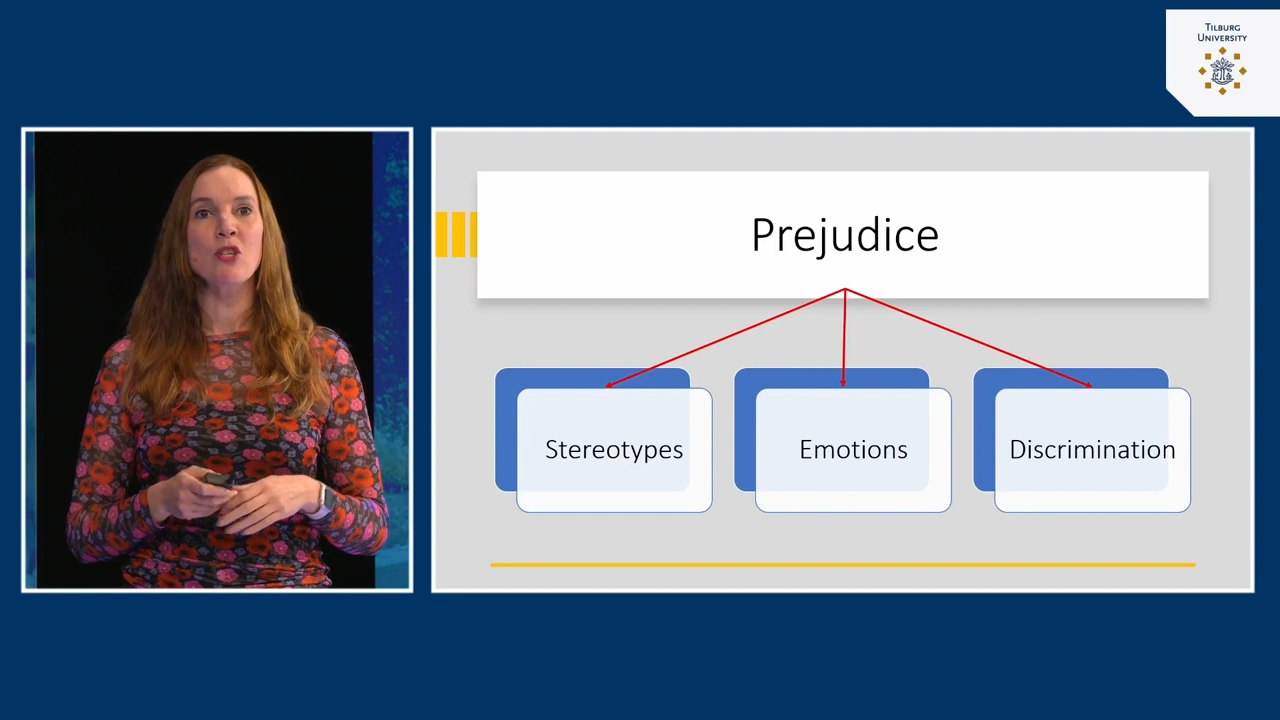 TILBURG
UNIVERSITY
Prejudice
Stereotypes
Emotions
Discrimination